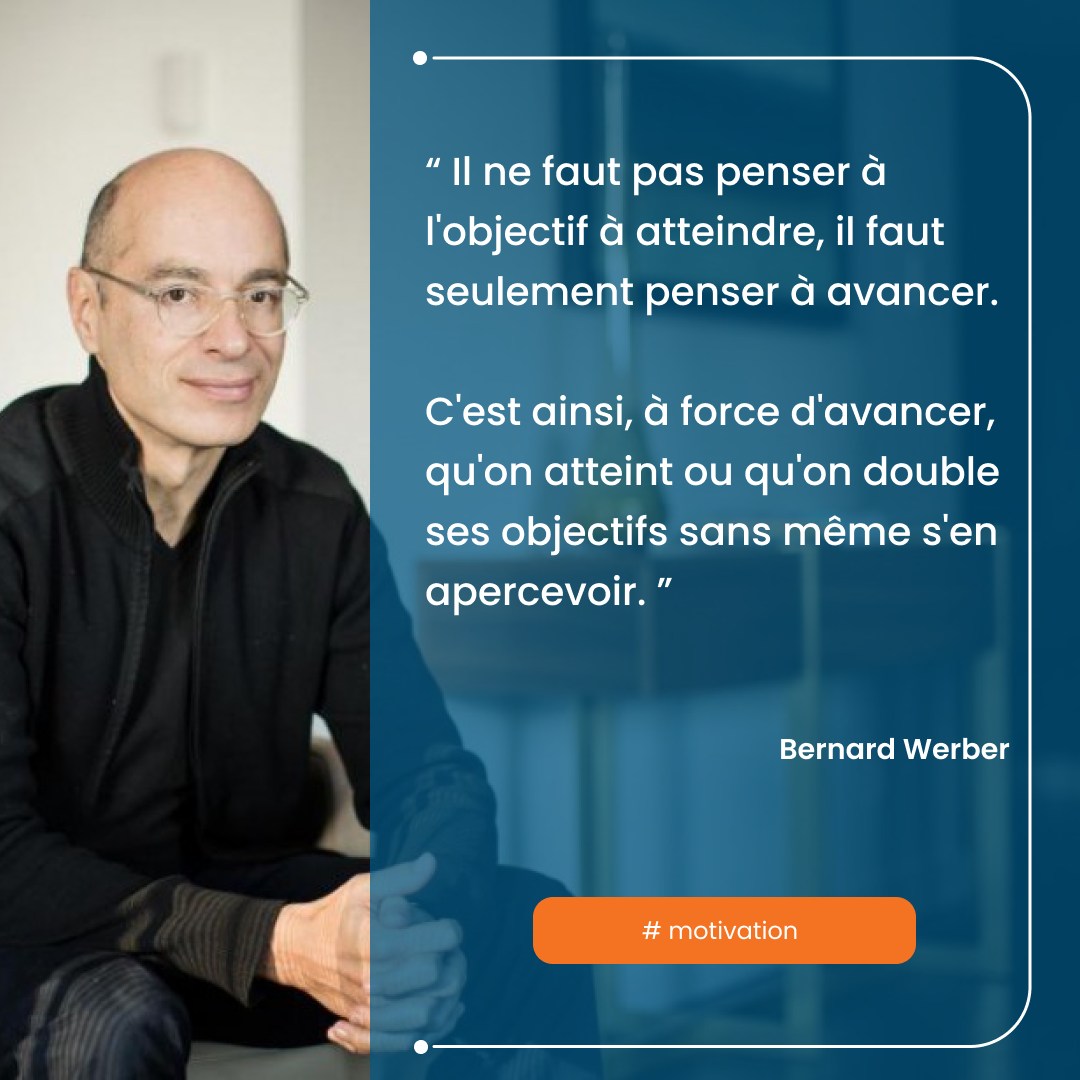 “ Il ne faut pas penser à
l'objectif à atteindre, il faut
seulement penser à avancer.
C'est ainsi, à force d'avancer,
qu'on atteint ou qu'on double
ses objectifs sans même s'en
apercevoir. ”
Bernard Werber
# motivation